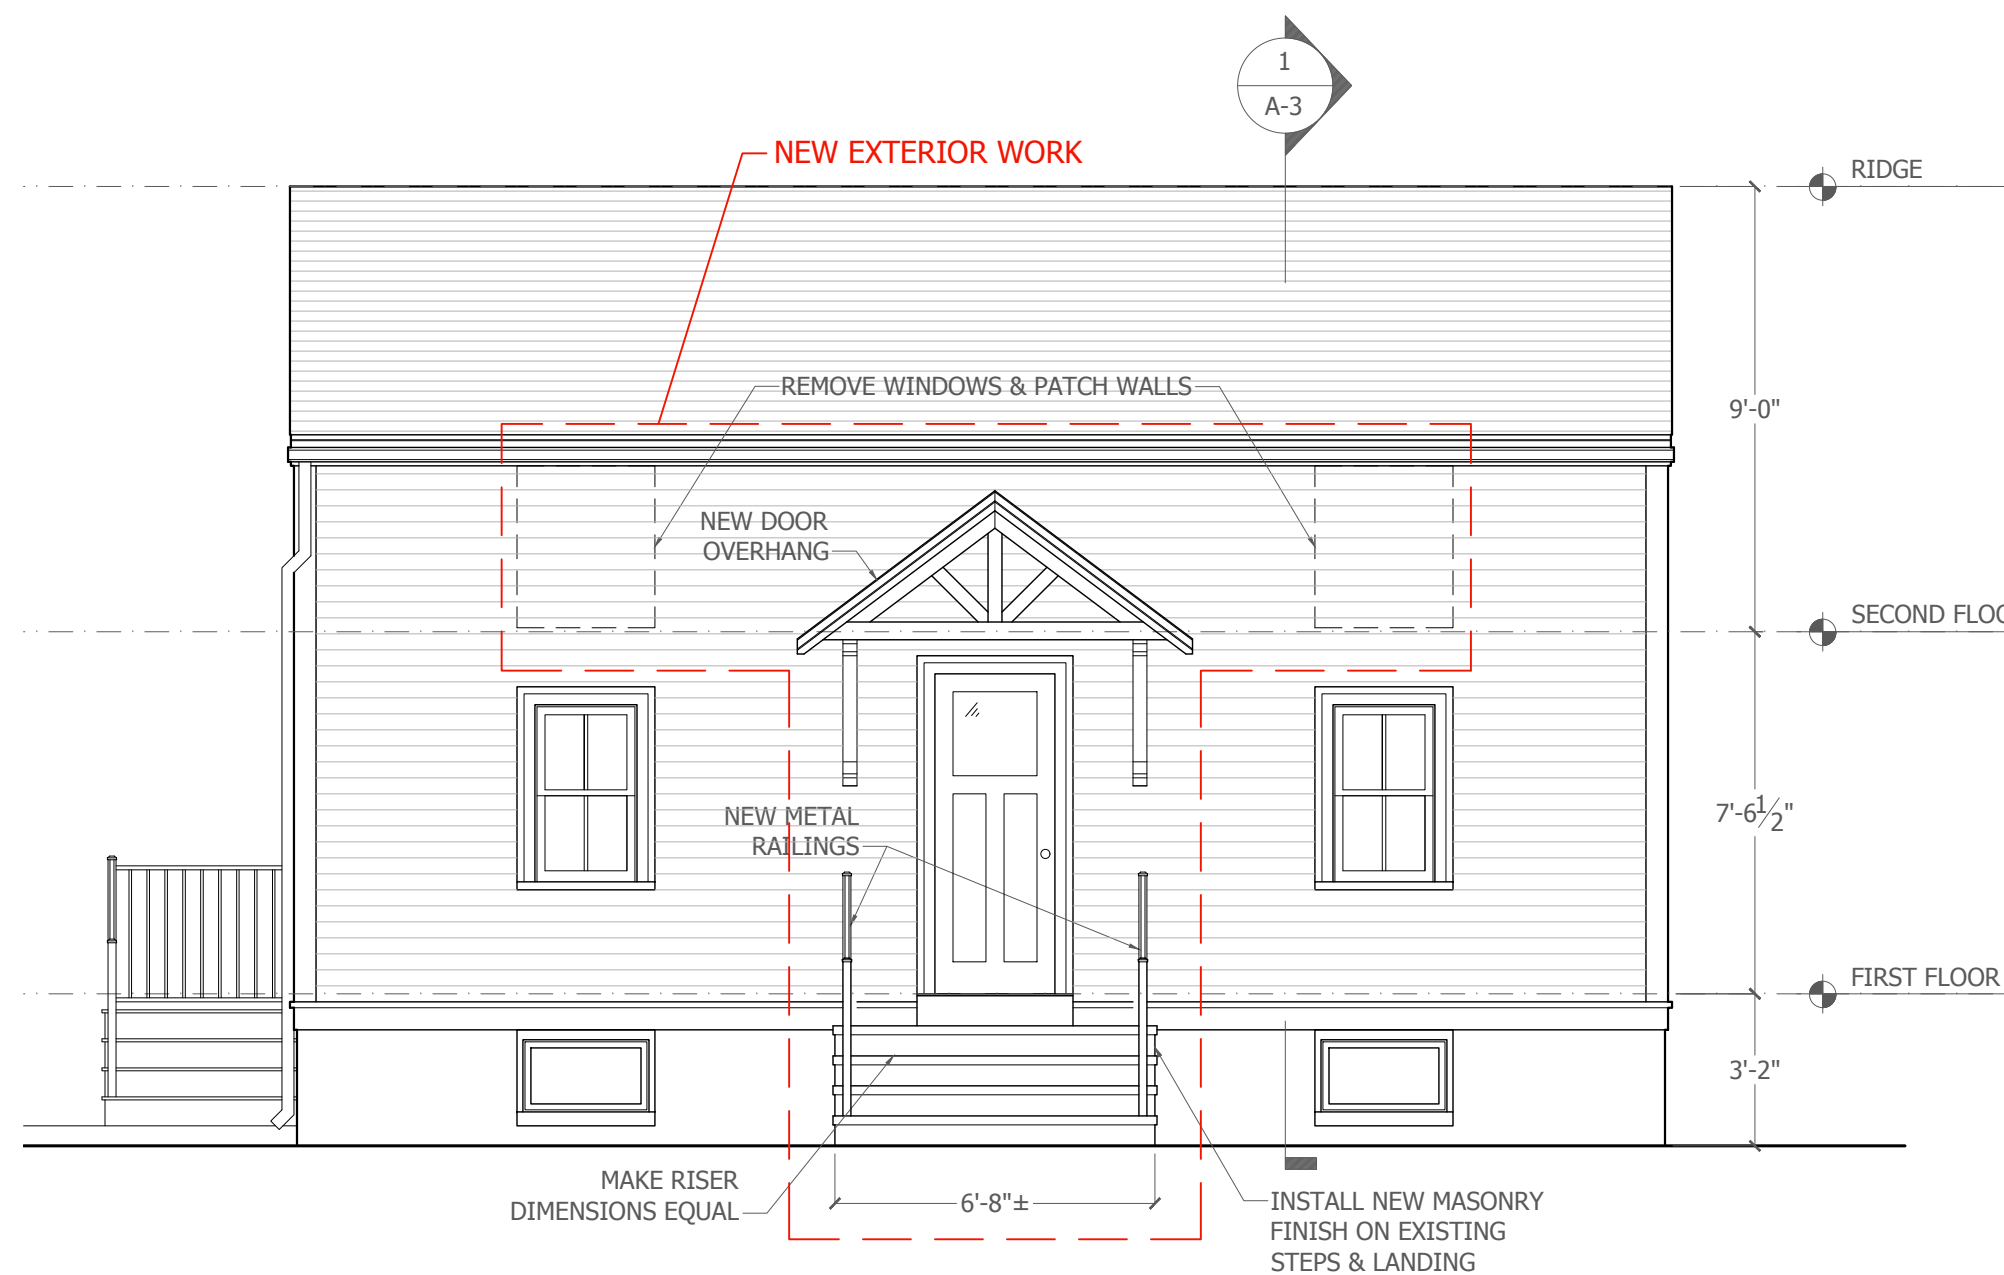 1
A-3
NEW EXTERIOR WORK
RIDGE
REMOVE WINDOWS & PATCH WALLS
9'-0"
NEW DOOR
OVERHANG
SECOND FLOO
7'-6 1/2"
NEW METAL
RAILINGS
FIRST FLOOR
3'-2"
MAKE RISER
DIMENSIONS EQUAL
6'-8"±
INSTALL NEW MASONRY
FINISH ON EXISTING
STEPS & LANDING